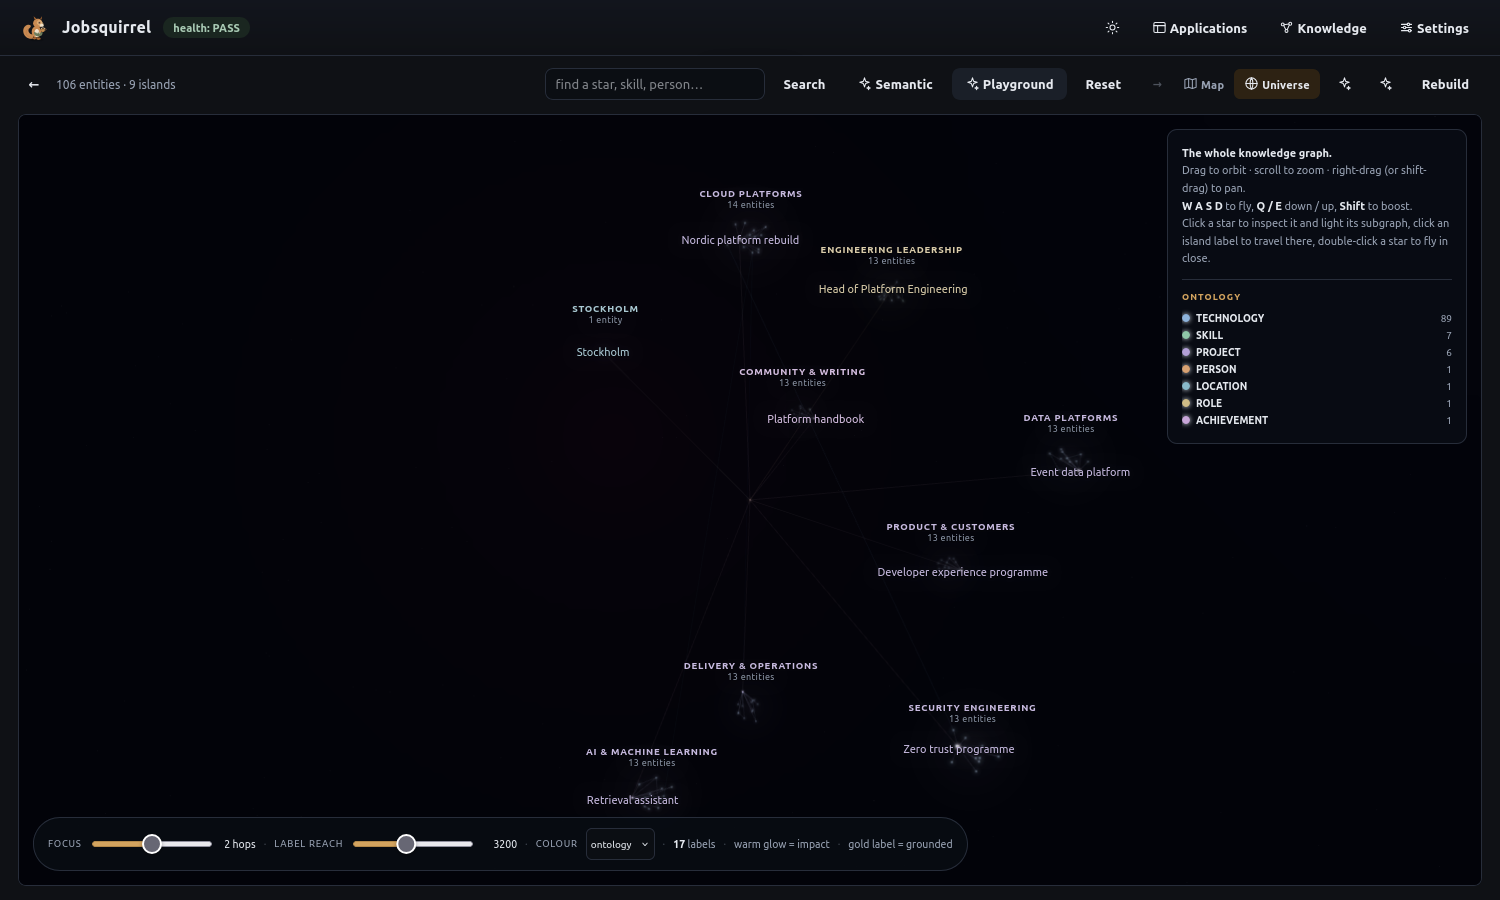 Jobsquirrel
health: PASS
Applications
Knowledge
Settings
←
106 entities · 9 islands
find a star, skill, person…
Search
Semantic
Playground
Reset
→
Map
Universe
Rebuild
The whole knowledge graph.
Drag to orbit · scroll to zoom · right-drag (or shift-
drag) to pan.
W A S D to fly, Q / E down / up, Shift to boost.
Click a star to inspect it and light its subgraph, click an
island label to travel there, double-click a star to fly in
close.
ONTOLOGY
TECHNOLOGY 89
SKILL 7
PROJECT 6
PERSON 1
LOCATION 1
ROLE 1
ACHIEVEMENT 1
CLOUD PLATFORMS
14 entities
Nordic platform rebuild
ENGINEERING LEADERSHIP
13 entities
Head of Platform Engineering
STOCKHOLM
1 entity
Stockholm
COMMUNITY & WRITING
13 entities
Platform handbook
DATA PLATFORMS
13 entities
Event data platform
PRODUCT & CUSTOMERS
13 entities
Developer experience programme
DELIVERY & OPERATIONS
13 entities
SECURITY ENGINEERING
13 entities
Zero trust programme
AI & MACHINE LEARNING
13 entities
Retrieval assistant
FOCUS 2 hops · LABEL REACH 3200 · COLOUR ontology · 17 labels · warm glow = impact · gold label = grounded